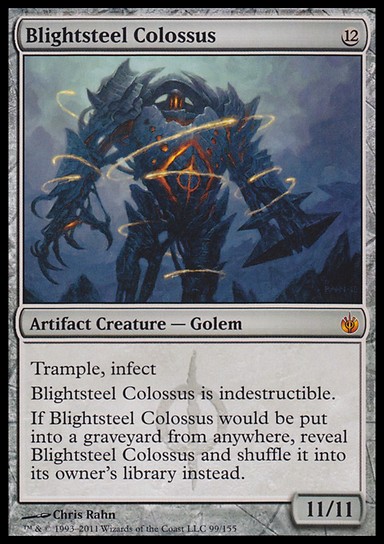 Blightsteel Colossus 12
Artifact Creature — Golem
Trample, infect
Blightsteel Colossus is indestructible.
If Blightsteel Colossus would be put
into a graveyard from anywhere, reveal
Blightsteel Colossus and shuffle it into
its owner's library instead.
Chris Rahn
™ & © 1993–2011 Wizards of the Coast LLC 99/155
11/11